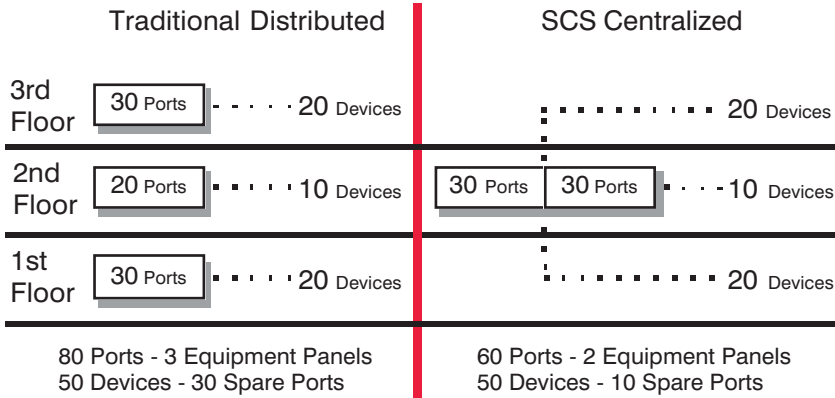 Traditional Distributed
SCS Centralized
3rd Floor
30 Ports
20 Devices
20 Devices
2nd Floor
20 Ports
10 Devices
30 Ports
30 Ports
10 Devices
1st Floor
30 Ports
20 Devices
20 Devices
80 Ports - 3 Equipment Panels
50 Devices - 30 Spare Ports
60 Ports - 2 Equipment Panels
50 Devices - 10 Spare Ports